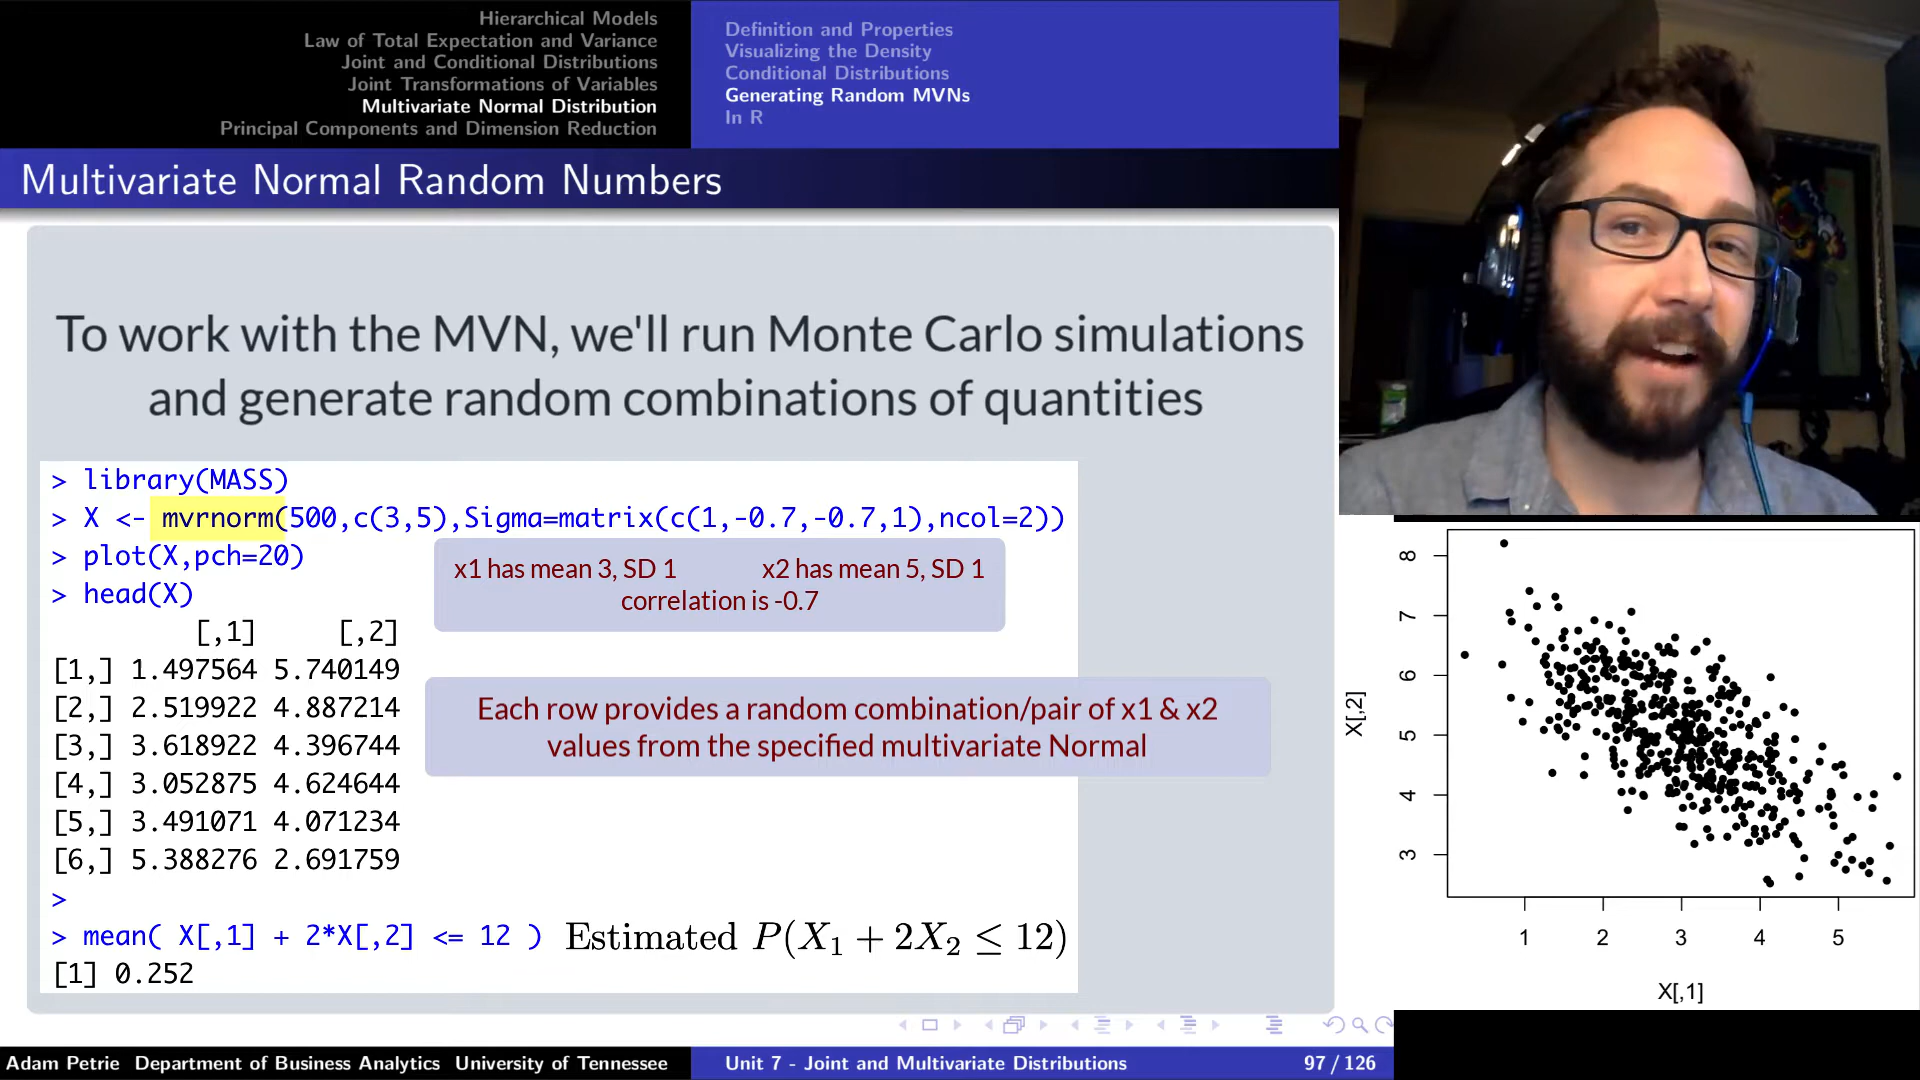 Hierarchical Models
Law of Total Expectation and Variance
Joint and Conditional Distributions
Joint Transformations of Variables
Multivariate Normal Distribution
Principal Components and Dimension Reduction
Definition and Properties
Visualizing the Density
Conditional Distributions
Generating Random MVNs
In R
Multivariate Normal Random Numbers
To work with the MVN, we'll run Monte Carlo simulations
and generate random combinations of quantities
> library(MASS)
> X <- mvrnorm(500,c(3,5),Sigma=matrix(c(1,-0.7,-0.7,1),ncol=2))
> plot(X,pch=20)
> head(X)
x1 has mean 3, SD 1 x2 has mean 5, SD 1
correlation is -0.7
[,1] [,2]
[1,] 1.497564 5.740149
[2,] 2.519922 4.887214
[3,] 3.618922 4.396744
[4,] 3.052875 4.624644
[5,] 3.491071 4.071234
[6,] 5.388276 2.691759
Each row provides a random combination/pair of x1 & x2
values from the specified multivariate Normal
>
> mean( X[,1] + 2*X[,2] <= 12 ) Estimated P(X₁ + 2X₂ ≤ 12)
[1] 0.252
8
7
6
5
4
3
X[,2]
1 2 3 4 5
X[,1]
Adam Petrie Department of Business Analytics University of Tennessee
Unit 7 - Joint and Multivariate Distributions
97 / 126